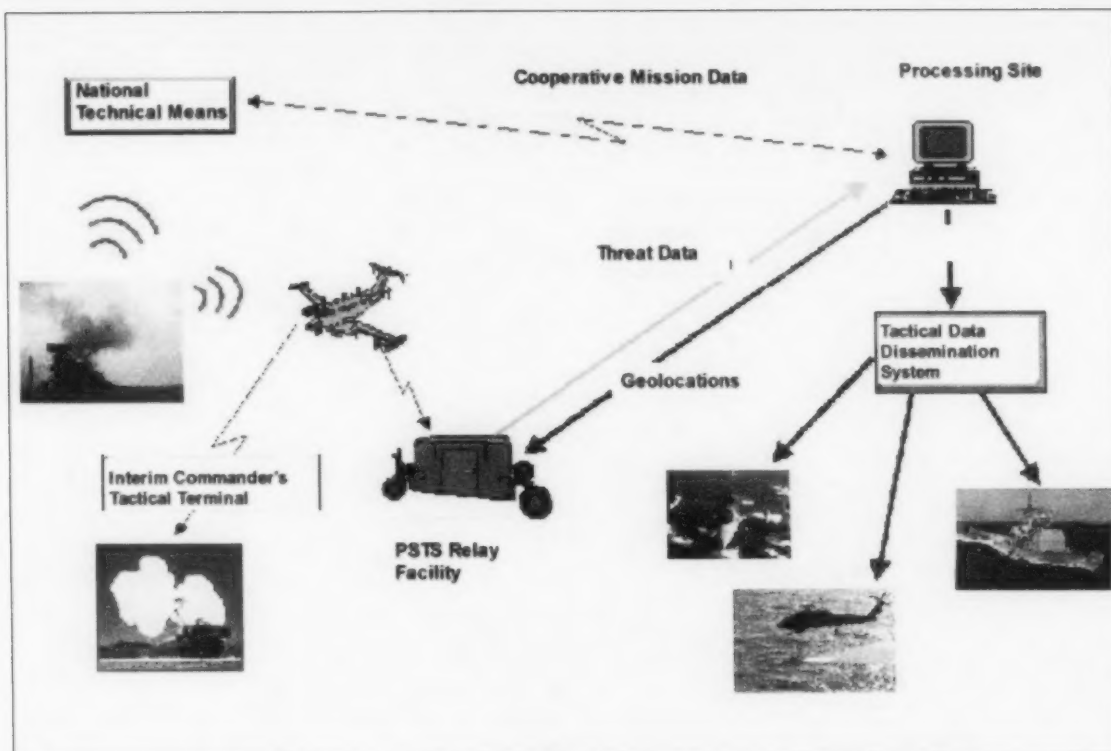 National
Technical Means
Cooperative Mission Data
Processing Site
Threat Data
Tactical Data
Dissemination
System
Geolocations
Interim Commander's
Tactical Terminal
PSTS Relay
Facility